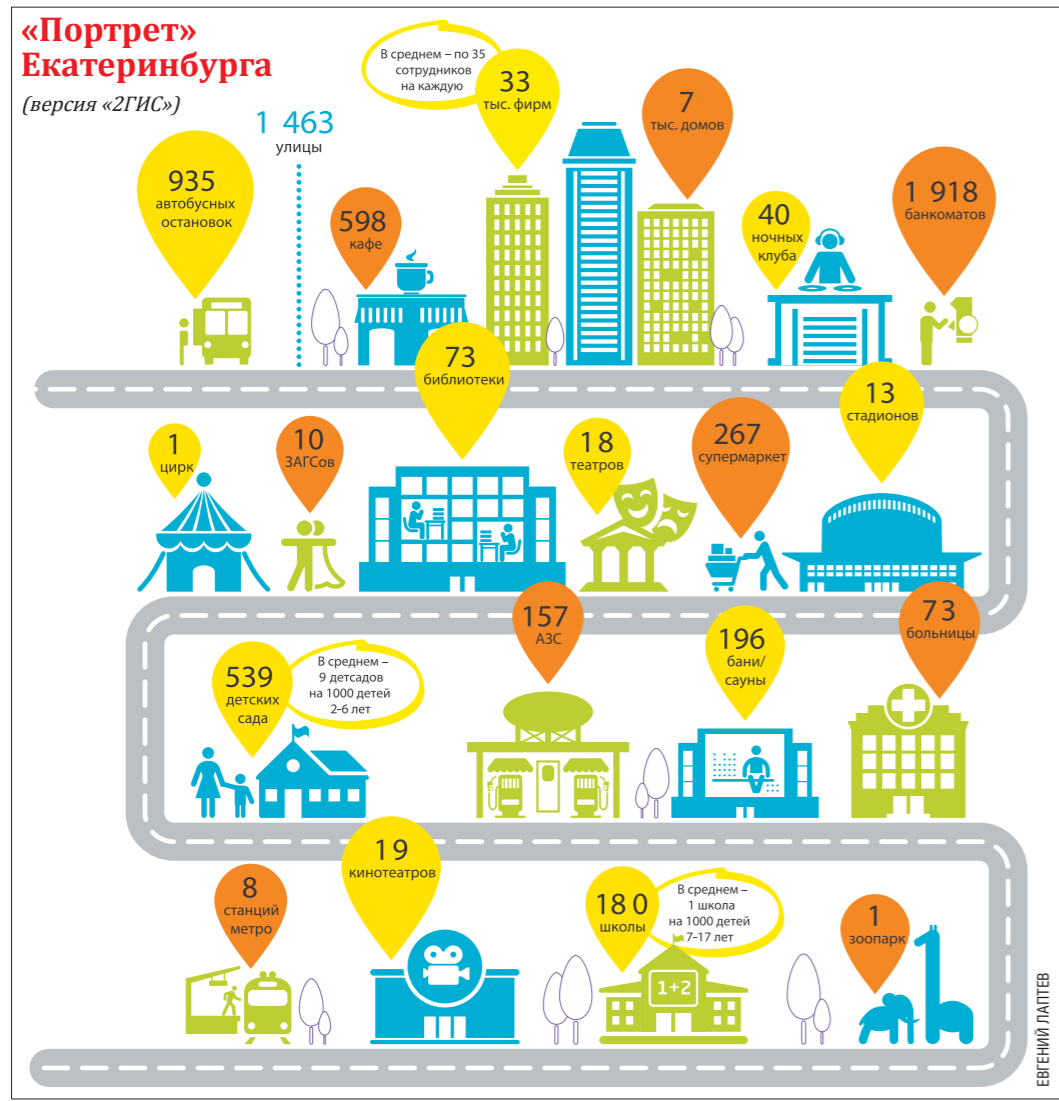 «Портрет»
Екатеринбурга
(версия «2ГИС»)
1 463
улицы
В среднем – по 35
сотрудников
на каждую
33
тыс. фирм
7
тыс. домов
935
автобусных
остановок
598
кафе
40
ночных
клуба
1 918
банкоматов
73
библиотеки
13
стадионов
1
цирк
10
ЗАГСов
18
театров
267
супермаркет
157
АЗС
196
бани/
сауны
73
больницы
539
детских
сада
В среднем –
9 детсадов
на 1000 детей
2-6 лет
8
станций
метро
19
кинотеатров
180
школы
В среднем –
1 школа
на 1000 детей
7-17 лет
1+2
1
зоопарк
ЕВГЕНИЙ ЛАПТЕВ